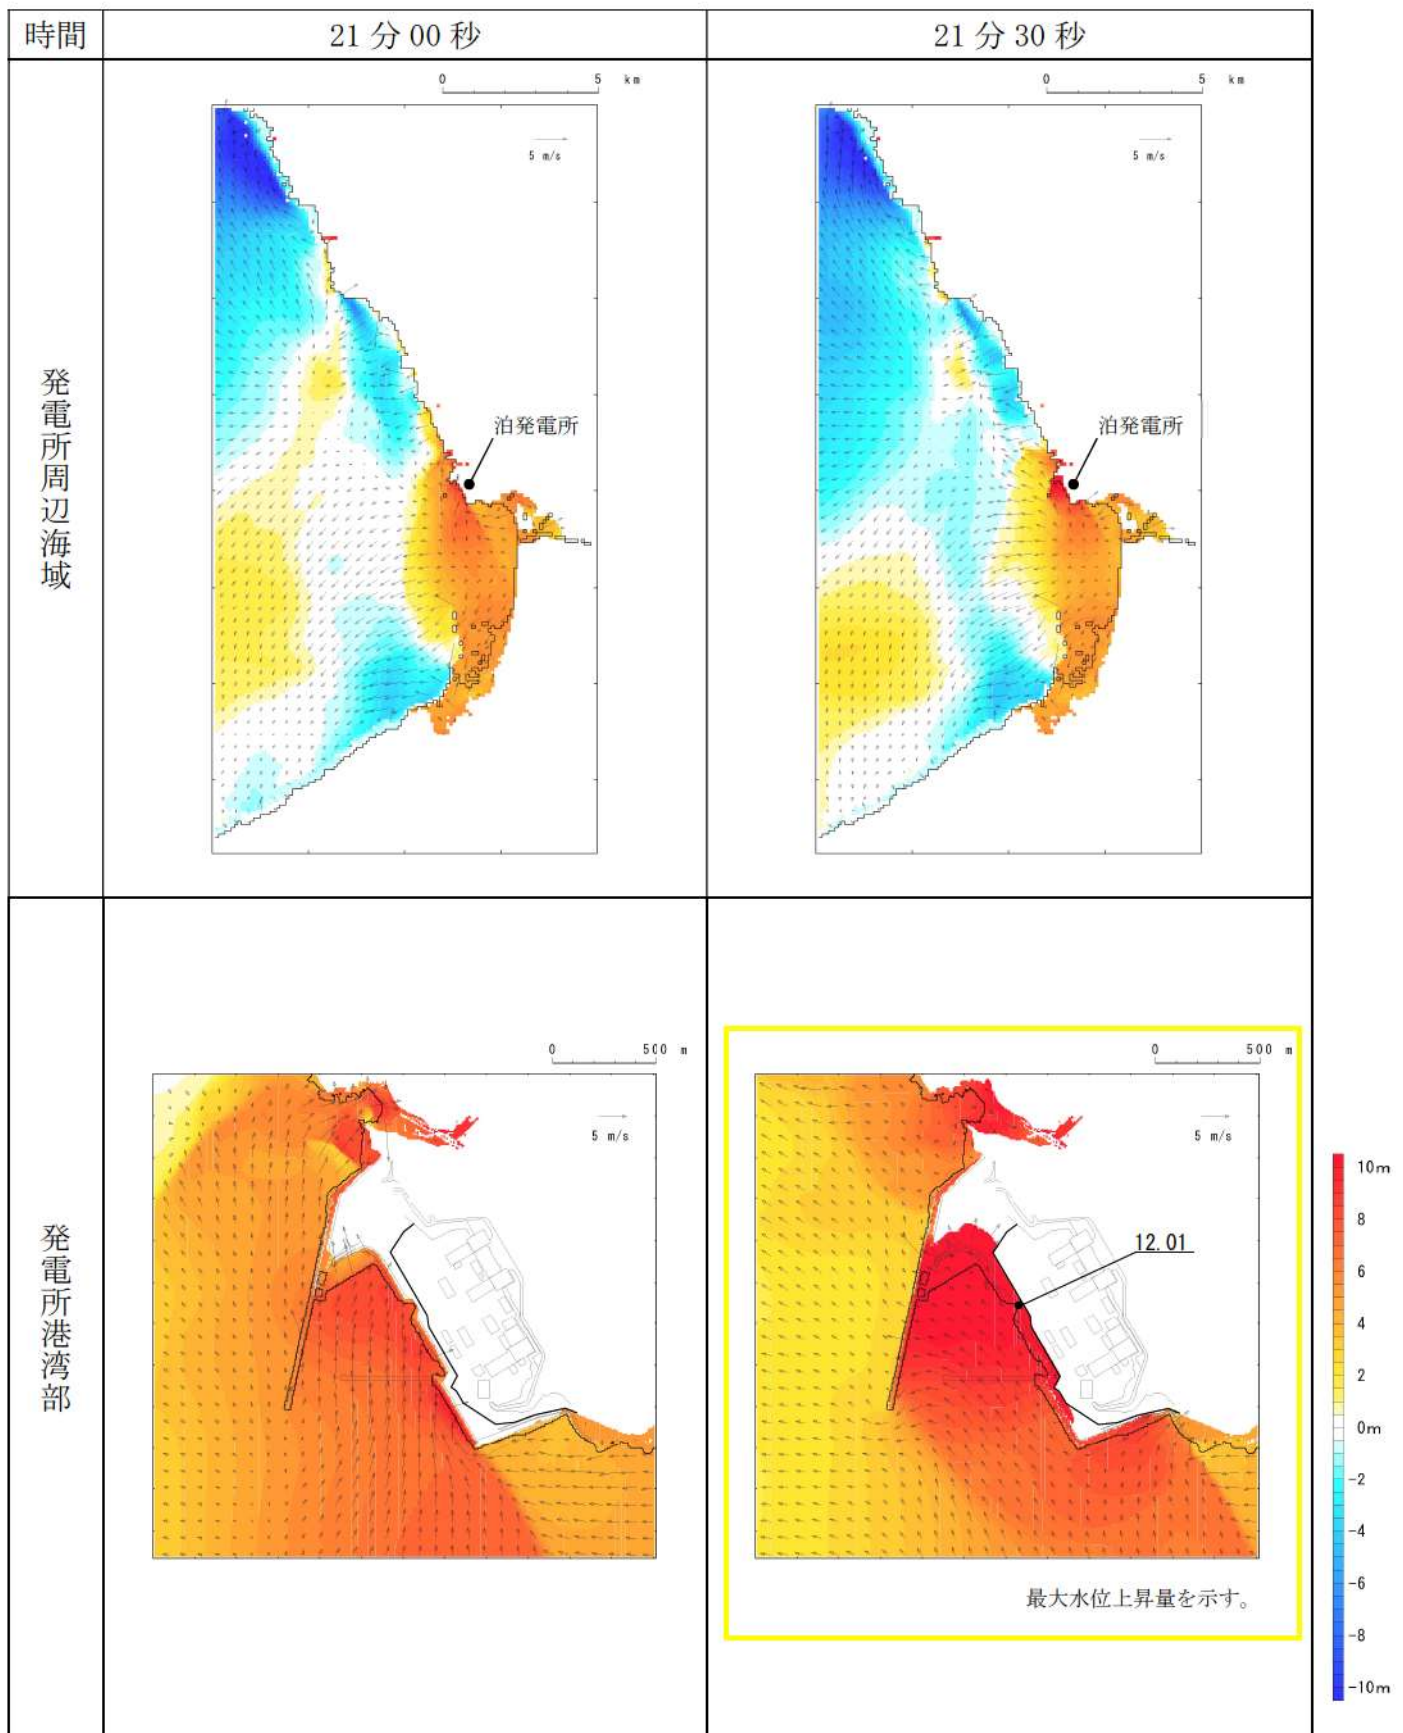 時間
21分00秒
21分30秒
発電所周辺海域
0 5 km
5 m/s
泊発電所
0 5 km
5 m/s
泊発電所
発電所港湾部
0 500 m
5 m/s
0 500 m
5 m/s
12.01
最大水位上昇量を示す。
10m
8
6
4
2
0m
-2
-4
-6
-8
-10m